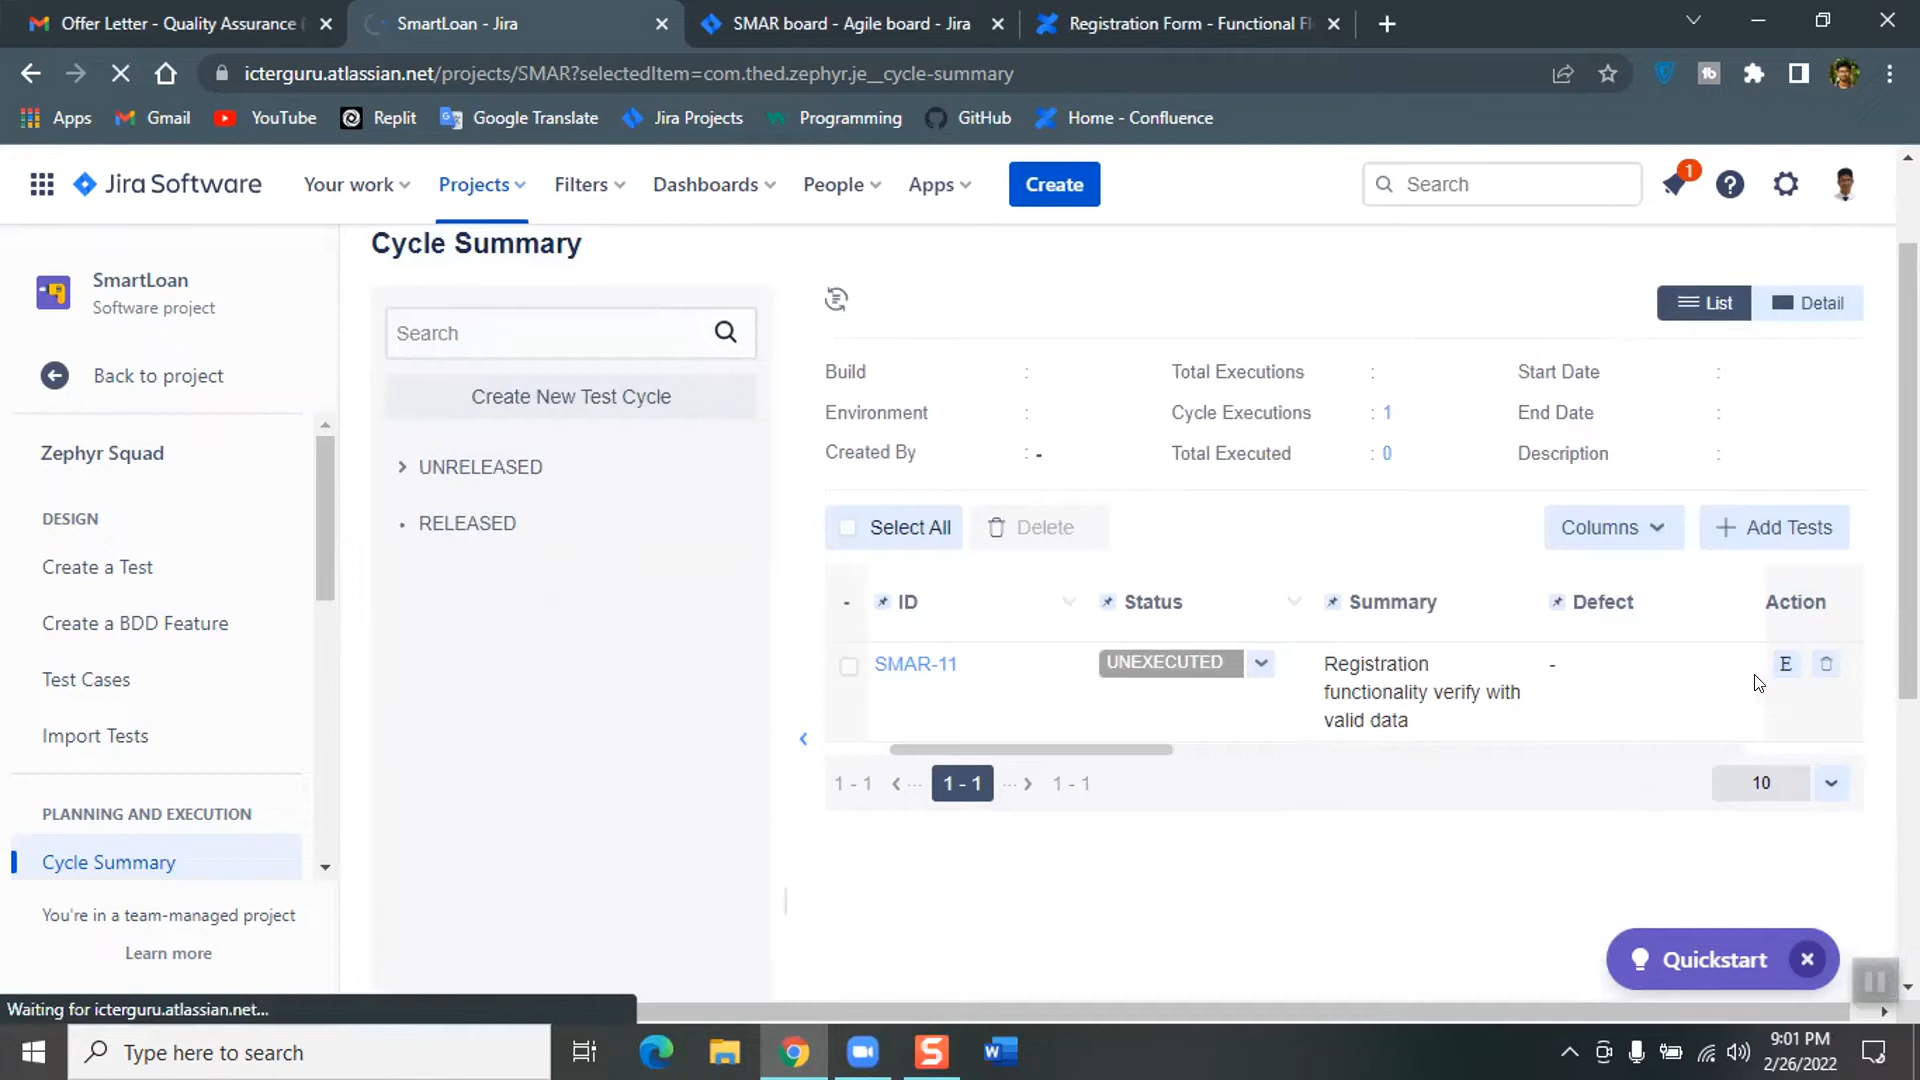 Offer Letter - Quality Assurance (
SmartLoan - Jira
SMAR board - Agile board - Jira
Registration Form - Functional Fl
icterguru.atlassian.net/projects/SMAR?selectedItem=com.thed.zephyr.je__cycle-summary
Apps
Gmail
YouTube
Replit
Google Translate
Jira Projects
Programming
GitHub
Home - Confluence
Jira Software
Your work
Projects
Filters
Dashboards
People
Apps
Create
Search
1
SmartLoan
Software project
Back to project
Zephyr Squad
DESIGN
Create a Test
Create a BDD Feature
Test Cases
Import Tests
PLANNING AND EXECUTION
Cycle Summary
You're in a team-managed project
Learn more
Cycle Summary
Search
Create New Test Cycle
UNRELEASED
RELEASED
List
Detail
Build :
Total Executions :
Start Date :
Environment :
Cycle Executions : 1
End Date :
Created By : -
Total Executed : 0
Description :
Select All
Delete
Columns
+ Add Tests
- ID Status Summary Defect Action
SMAR-11 UNEXECUTED Registration - E
functionality verify with
valid data
1 - 1 < ... 1 - 1 ... > 1 - 1
10
Quickstart
Waiting for icterguru.atlassian.net...
Type here to search
9:01 PM
2/26/2022